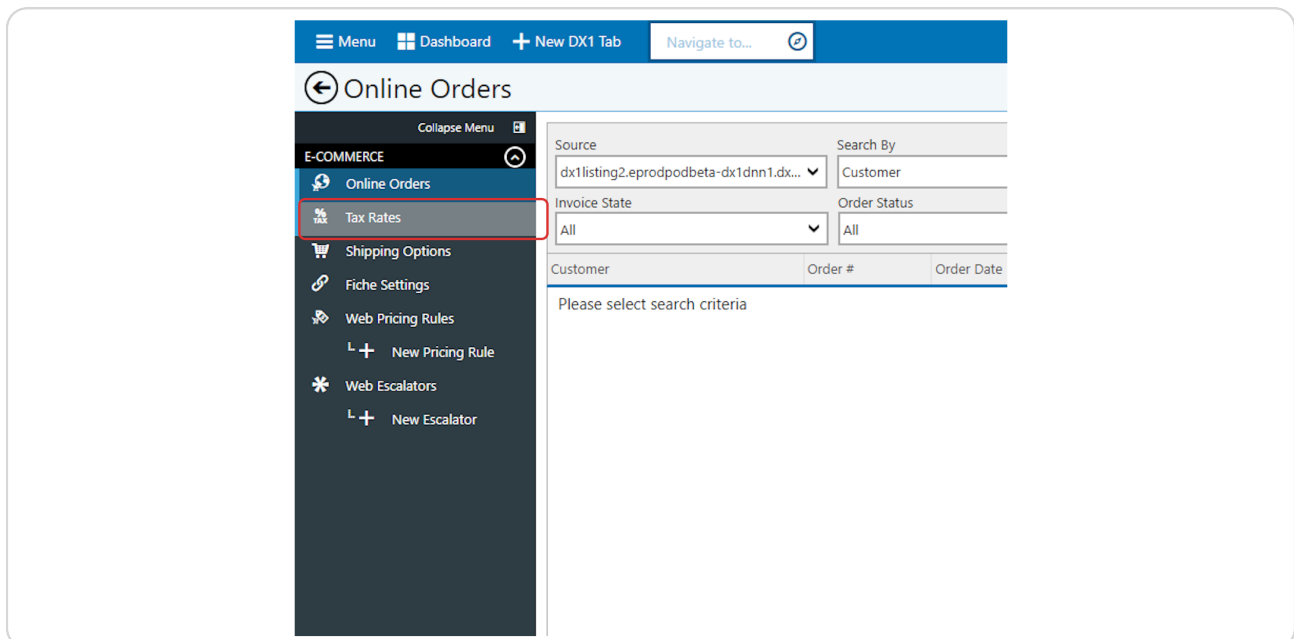 Menu Dashboard New DX1 Tab Navigate to...
Online Orders
Collapse Menu
E-COMMERCE
Online Orders
% TAX Tax Rates
Shipping Options
Fiche Settings
Web Pricing Rules
New Pricing Rule
Web Escalators
New Escalator
Source Search By
dx1listing2.eprodpodbeta-dx1dnn1.dx... Customer
Invoice State Order Status
All All
Customer Order # Order Date
Please select search criteria